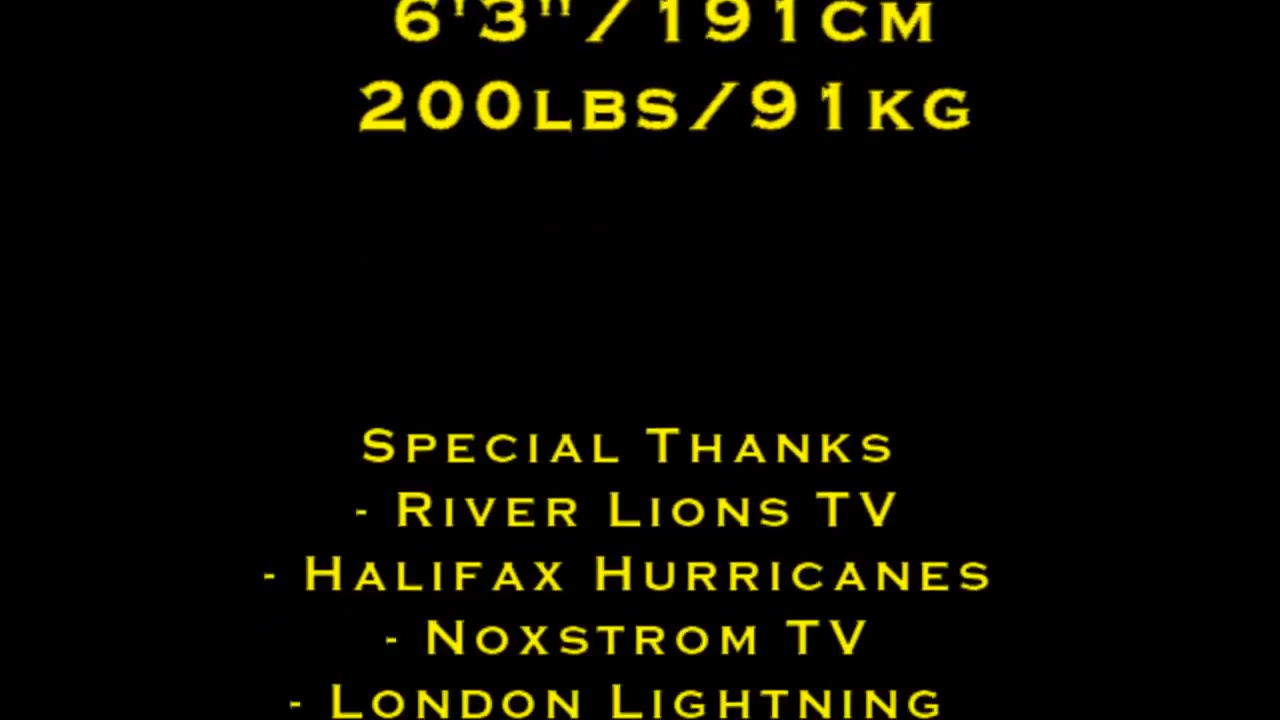 6'3"/191CM
200LBS/91KG
SPECIAL THANKS
- RIVER LIONS TV
- HALIFAX HURRICANES
- NOXSTROM TV
- LONDON LIGHTNING